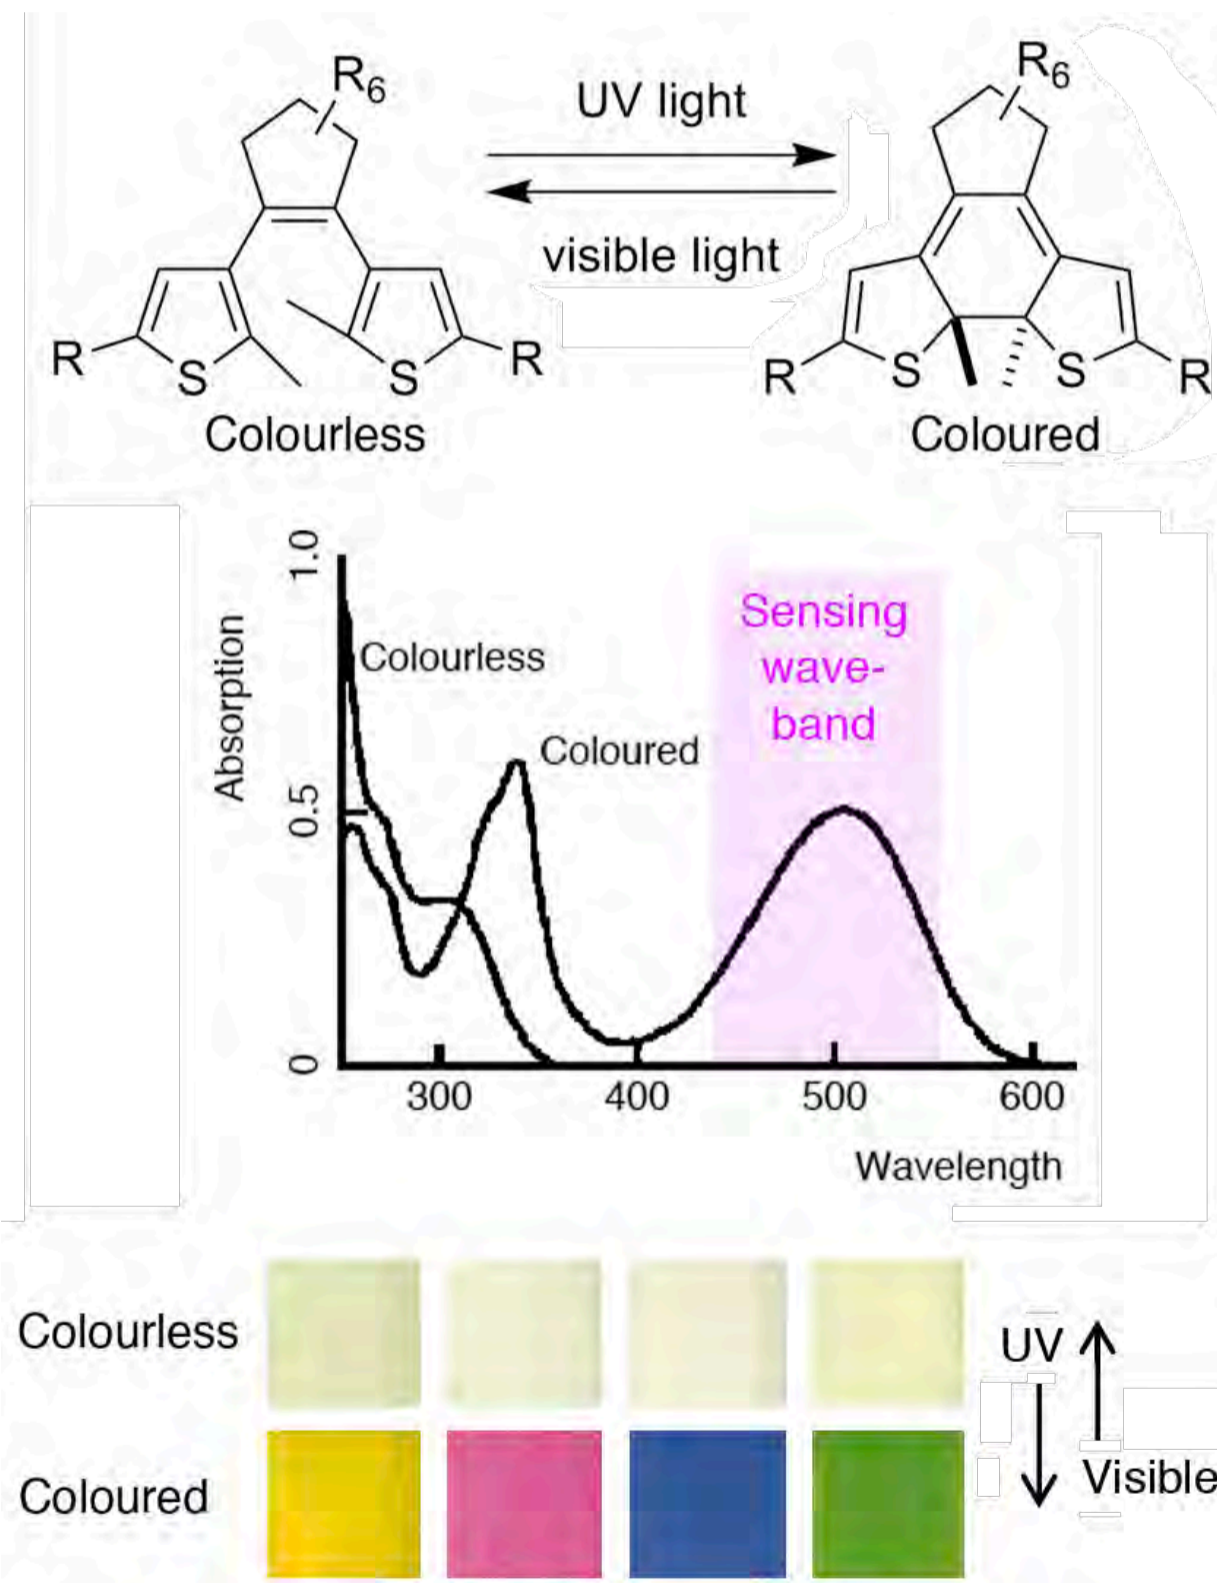 R6
UV light
visible light
R
S
S
R
Colourless
R6
R
S
S
R
Coloured
Absorption
1.0
0.5
0
Colourless
Coloured
Sensing
wave-
band
300
400
500
600
Wavelength
Colourless
UV
Coloured
Visible